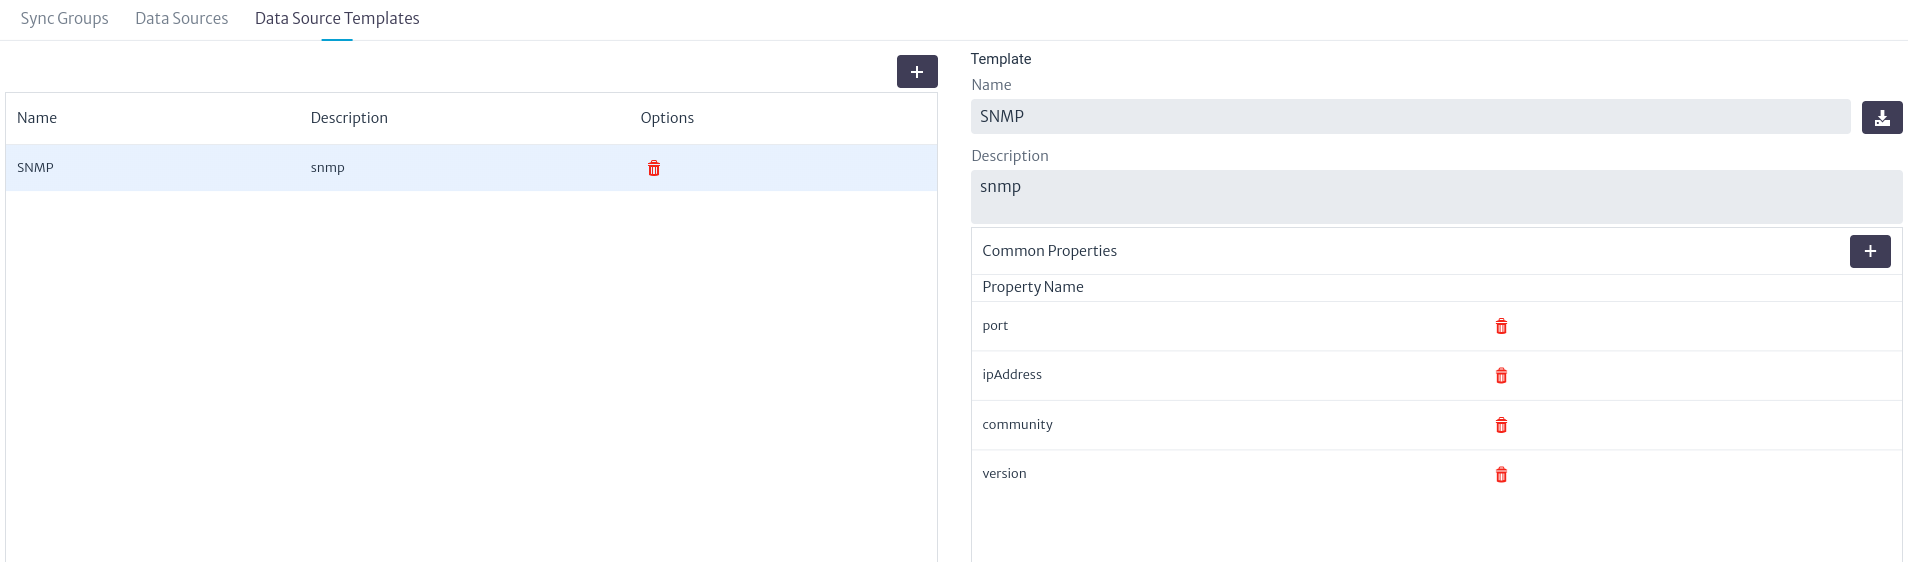 Sync Groups Data Sources Data Source Templates
Name Description Options
SNMP snmp
Template
Name
SNMP
Description
snmp
Common Properties
Property Name
port
ipAddress
community
version